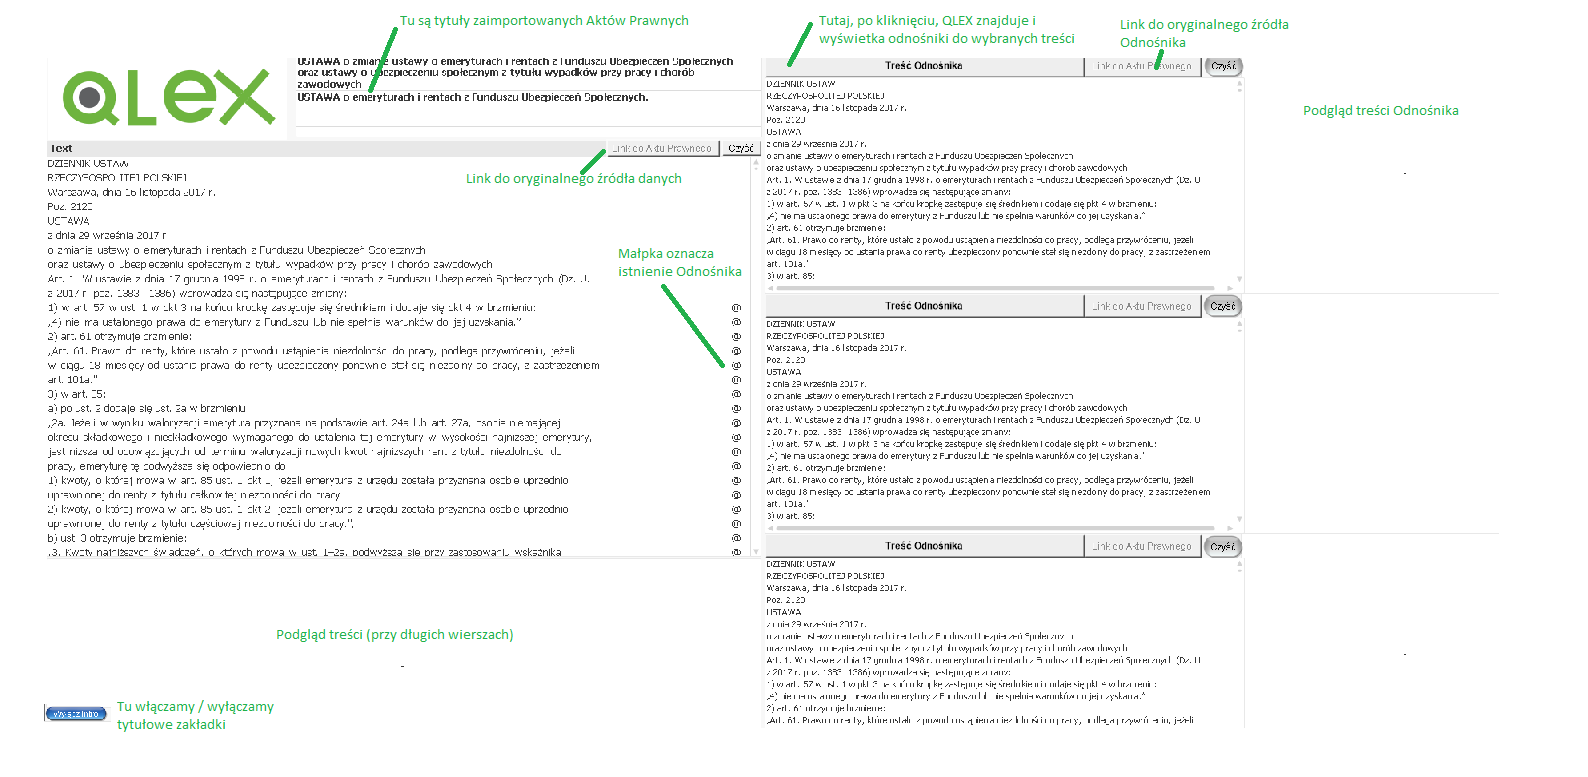 Tu są tytuły zaimportowanych Aktów Prawnych
Tutaj, po kliknięciu, QLEX znajduje i
wyświetka odnośniki do wybranych treści
Link do oryginalnego źródła
Odnośnika
QLEX
USTAWA o zmianie ustawy o emeryturach i rentach z Funduszu Ubezpieczeń Społecznych
oraz ustawy o ubezpieczeniu społecznym z tytułu wypadków przy pracy i chorób
zawodowych
USTAWA o emeryturach i rentach z Funduszu Ubezpieczeń Społecznych.
Text
Link do Aktu Prawnego
Czyść
Link do oryginalnego źródła danych
DZIENNIK USTAW
RZECZYPOSPOLITEJ POLSKIEJ
Warszawa, dnia 16 listopada 2017 r.
Poz. 2120
USTAWA
z dnia 29 września 2017 r.
o zmianie ustawy o emeryturach i rentach z Funduszu Ubezpieczeń Społecznych
oraz ustawy o ubezpieczeniu społecznym z tytułu wypadków przy pracy i chorób zawodowych
Art. 1. W ustawie z dnia 17 grudnia 1998 r. o emeryturach i rentach z Funduszu Ubezpieczeń Społecznych (Dz. U.
z 2017 r. poz. 1383 i 1386) wprowadza się następujące zmiany:
1) w art. 57 w ust. 1 w pkt 3 na końcu kropkę zastępuje się średnikiem i dodaje się pkt 4 w brzmieniu: @
„4) nie ma ustalonego prawa do emerytury z Funduszu lub nie spełnia warunków do jej uzyskania.” @
2) art. 61 otrzymuje brzmienie: @
„Art. 61. Prawo do renty, które ustało z powodu ustąpienia niezdolności do pracy, podlega przywróceniu, jeżeli @
w ciągu 18 miesięcy od ustania prawa do renty ubezpieczony ponownie stał się niezdolny do pracy, z zastrzeżeniem @
art. 101a.” @
3) w art. 85: @
a) po ust. 2 dodaje się ust. 2a w brzmieniu @
„2a. Jeżeli w wyniku waloryzacji emerytura przyznana na podstawie art. 24a lub art. 27a, osobie niemającej @
okresu składkowego i nieskładkowego wymaganego do ustalenia tej emerytury w wysokości najniższej emerytury, @
jest niższa od obowiązujących od terminu waloryzacji nowych kwot najniższych rent z tytułu niezdolności do @
pracy, emeryturę tę podwyższa się odpowiednio do @
1) kwoty, o której mowa w art. 85 ust. 1 pkt 1, jeżeli emerytura z urzędu została przyznana osobie uprzednio @
uprawnionej do renty z tytułu całkowitej niezdolności do pracy @
2) kwoty, o której mowa w art. 85 ust. 1 pkt 2, jeżeli emerytura z urzędu została przyznana osobie uprzednio @
uprawnionej do renty z tytułu częściowej niezdolności do pracy.”, @
b) ust. 3 otrzymuje brzmienie: @
„3. Kwoty najniższych świadczeń, o których mowa w ust. 1–2a, podwyższa się przy zastosowaniu wskaźnika @
Małpka oznacza
istnienie Odnośnika
Podgląd treści (przy długich wierszach)
-
Wyłącz Intro
Tu włączamy / wyłączamy
tytułowe zakładki
Treść Odnośnika
Link do Aktu Prawnego
Czyść
DZIENNIK USTAW
RZECZYPOSPOLITEJ POLSKIEJ
Warszawa, dnia 16 listopada 2017 r.
Poz. 2120
USTAWA
z dnia 29 września 2017 r.
o zmianie ustawy o emeryturach i rentach z Funduszu Ubezpieczeń Społecznych
oraz ustawy o ubezpieczeniu społecznym z tytułu wypadków przy pracy i chorób zawodowych
Art. 1. W ustawie z dnia 17 grudnia 1998 r. o emeryturach i rentach z Funduszu Ubezpieczeń Społecznych (Dz. U
z 2017 r. poz. 1383 i 1386) wprowadza się następujące zmiany:
1) w art. 57 w ust. 1 w pkt 3 na końcu kropkę zastępuje się średnikiem i dodaje się pkt 4 w brzmieniu:
„4) nie ma ustalonego prawa do emerytury z Funduszu lub nie spełnia warunków do jej uzyskania.”
2) art. 61 otrzymuje brzmienie:
„Art. 61. Prawo do renty, które ustało z powodu ustąpienia niezdolności do pracy, podlega przywróceniu, jeżeli
w ciągu 18 miesięcy od ustania prawa do renty ubezpieczony ponownie stał się niezdolny do pracy, z zastrzeżeniem
art. 101a.”
3) w art. 85:
Podgląd treści Odnośnika
-
Treść Odnośnika
Link do Aktu Prawnego
Czyść
DZIENNIK USTAW
RZECZYPOSPOLITEJ POLSKIEJ
Warszawa, dnia 16 listopada 2017 r.
Poz. 2120
USTAWA
z dnia 29 września 2017 r.
o zmianie ustawy o emeryturach i rentach z Funduszu Ubezpieczeń Społecznych
oraz ustawy o ubezpieczeniu społecznym z tytułu wypadków przy pracy i chorób zawodowych
Art. 1. W ustawie z dnia 17 grudnia 1998 r. o emeryturach i rentach z Funduszu Ubezpieczeń Społecznych (Dz. U
z 2017 r. poz. 1383 i 1386) wprowadza się następujące zmiany:
1) w art. 57 w ust. 1 w pkt 3 na końcu kropkę zastępuje się średnikiem i dodaje się pkt 4 w brzmieniu:
„4) nie ma ustalonego prawa do emerytury z Funduszu lub nie spełnia warunków do jej uzyskania.”
2) art. 61 otrzymuje brzmienie:
„Art. 61. Prawo do renty, które ustało z powodu ustąpienia niezdolności do pracy, podlega przywróceniu, jeżeli
w ciągu 18 miesięcy od ustania prawa do renty ubezpieczony ponownie stał się niezdolny do pracy, z zastrzeżeniem
art. 101a.”
3) w art. 85:
Treść Odnośnika
Link do Aktu Prawnego
Czyść
DZIENNIK USTAW
RZECZYPOSPOLITEJ POLSKIEJ
Warszawa, dnia 16 listopada 2017 r.
Poz. 2120
USTAWA
z dnia 29 września 2017 r.
o zmianie ustawy o emeryturach i rentach z Funduszu Ubezpieczeń Społecznych
oraz ustawy o ubezpieczeniu społecznym z tytułu wypadków przy pracy i chorób zawodowych
Art. 1. W ustawie z dnia 17 grudnia 1998 r. o emeryturach i rentach z Funduszu Ubezpieczeń Społecznych (Dz. U
z 2017 r. poz. 1383 i 1386) wprowadza się następujące zmiany:
1) w art. 57 w ust. 1 w pkt 3 na końcu kropkę zastępuje się średnikiem i dodaje się pkt 4 w brzmieniu:
„4) nie ma ustalonego prawa do emerytury z Funduszu lub nie spełnia warunków do jej uzyskania.”
2) art. 61 otrzymuje brzmienie:
„Art. 61. Prawo do renty, które ustało z powodu ustąpienia niezdolności do pracy, podlega przywróceniu, jeżeli
-